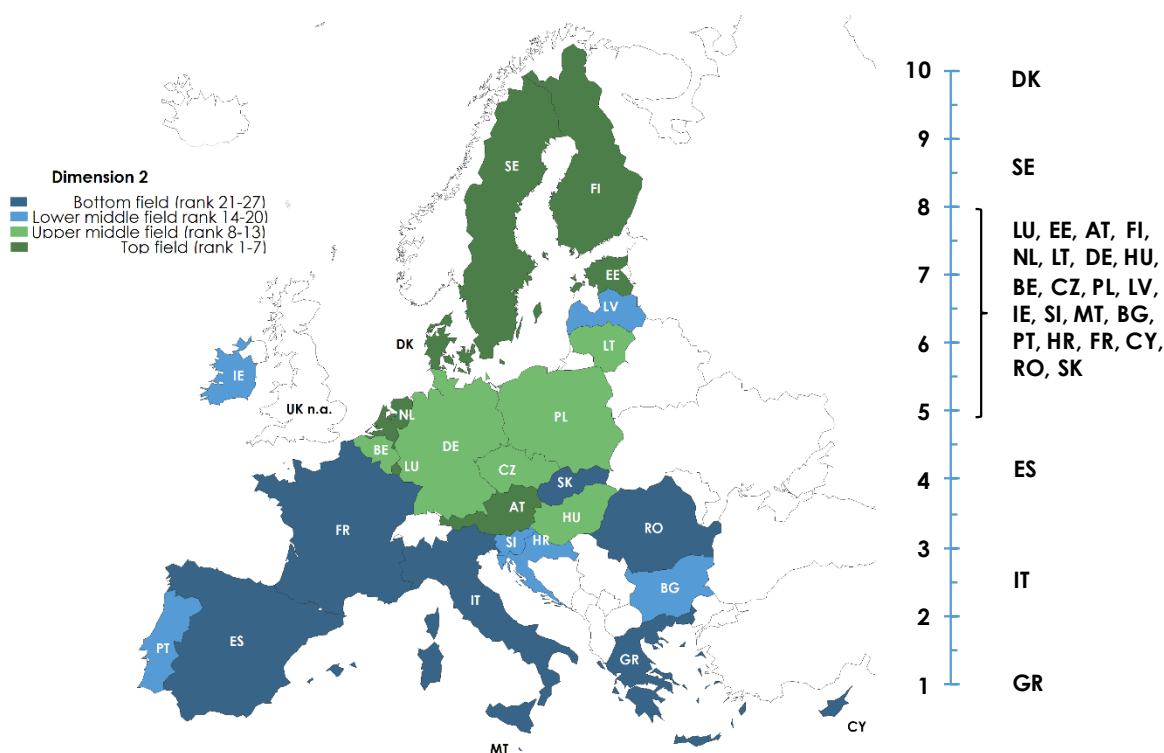 Dimension 2
Bottom field (rank 21-27)
Lower middle field rank 14-20)
Upper middle field (rank 8-13)
Top field (rank 1-7)
SE
FI
EE
LV
LT
DK
IE
UK n.a.
NL
BE
DE
PL
LU
CZ
SK
AT
HU
FR
SI
HR
RO
IT
BG
PT
ES
GR
MT
CY
10
9
8
7
6
5
4
3
2
1
DK
SE
LU, EE, AT, FI,
NL, LT, DE, HU,
BE, CZ, PL, LV,
IE, SI, MT, BG,
PT, HR, FR, CY,
RO, SK
ES
IT
GR